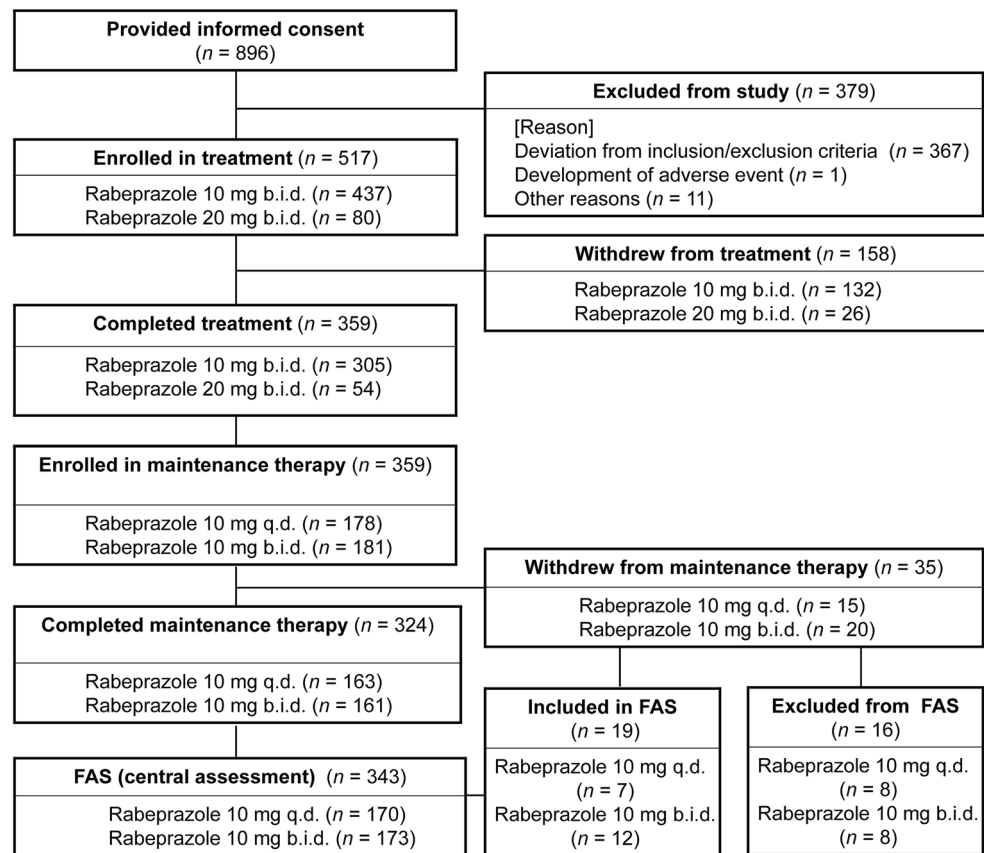 Provided informed consent
(n = 896)
Excluded from study (n = 379)
[Reason]
Deviation from inclusion/exclusion criteria (n = 367)
Development of adverse event (n = 1)
Other reasons (n = 11)
Enrolled in treatment (n = 517)
Rabeprazole 10 mg b.i.d. (n = 437)
Rabeprazole 20 mg b.i.d. (n = 80)
Withdrew from treatment (n = 158)
Rabeprazole 10 mg b.i.d. (n = 132)
Rabeprazole 20 mg b.i.d. (n = 26)
Completed treatment (n = 359)
Rabeprazole 10 mg b.i.d. (n = 305)
Rabeprazole 20 mg b.i.d. (n = 54)
Enrolled in maintenance therapy (n = 359)
Rabeprazole 10 mg q.d. (n = 178)
Rabeprazole 10 mg b.i.d. (n = 181)
Withdrew from maintenance therapy (n = 35)
Rabeprazole 10 mg q.d. (n = 15)
Rabeprazole 10 mg b.i.d. (n = 20)
Completed maintenance therapy (n = 324)
Rabeprazole 10 mg q.d. (n = 163)
Rabeprazole 10 mg b.i.d. (n = 161)
Included in FAS
(n = 19)
Rabeprazole 10 mg q.d.
(n = 7)
Rabeprazole 10 mg b.i.d.
(n = 12)
Excluded from FAS
(n = 16)
Rabeprazole 10 mg q.d.
(n = 8)
Rabeprazole 10 mg b.i.d.
(n = 8)
FAS (central assessment) (n = 343)
Rabeprazole 10 mg q.d. (n = 170)
Rabeprazole 10 mg b.i.d. (n = 173)